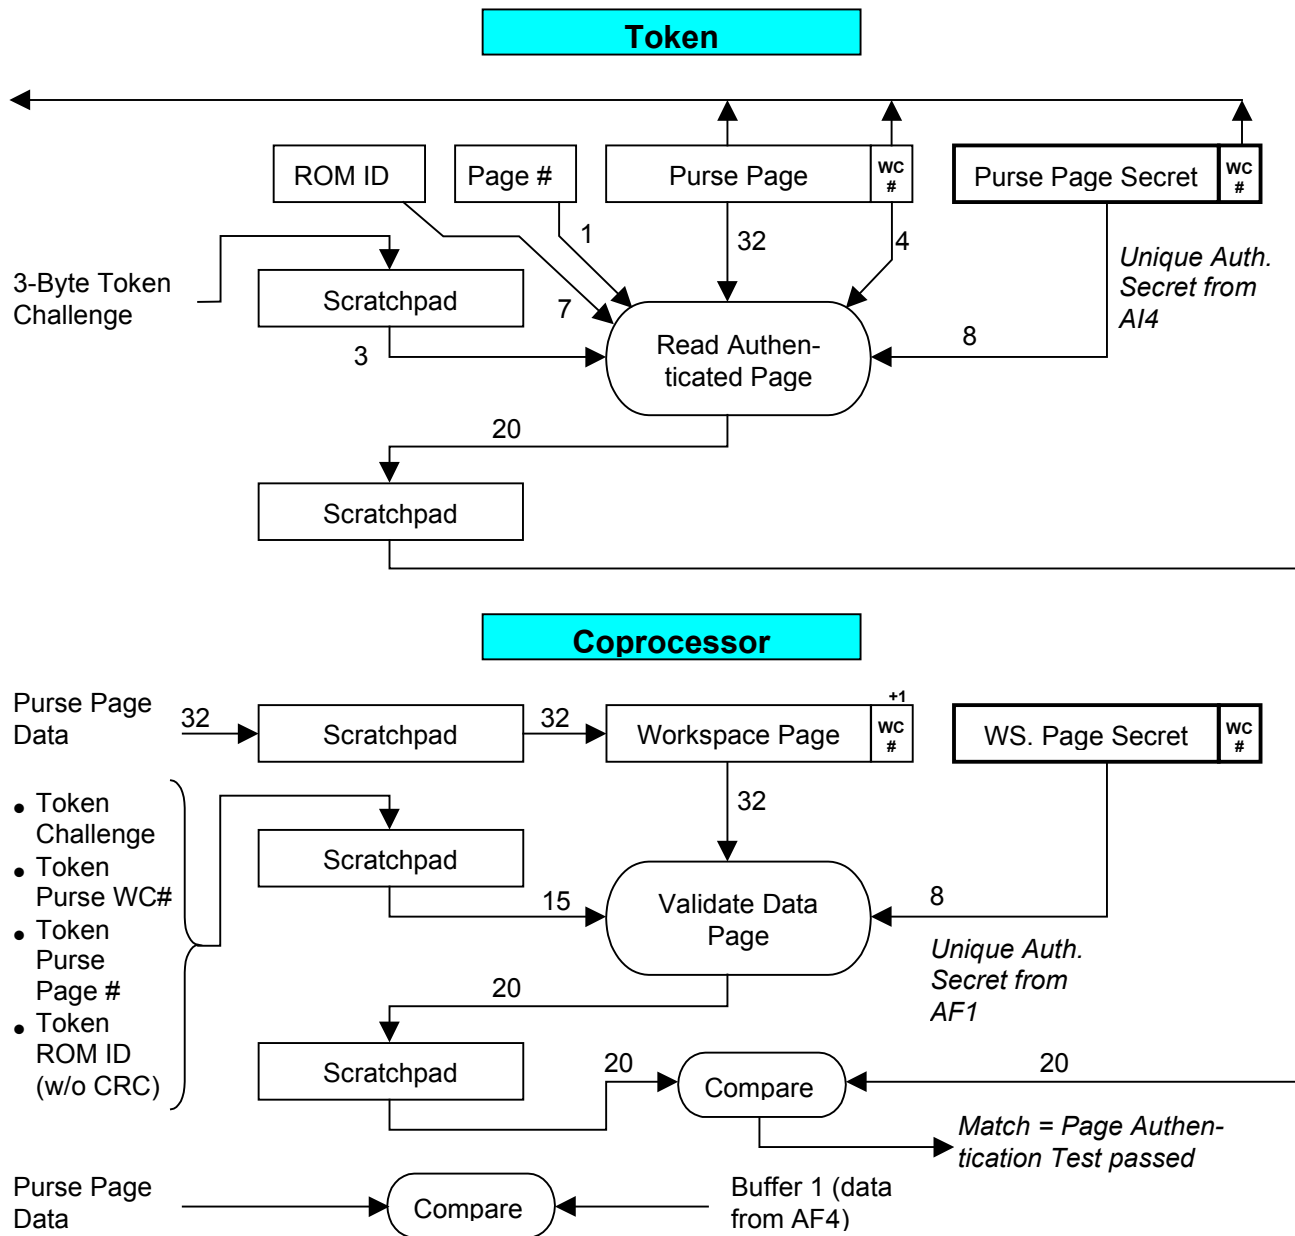 Token
ROM ID
Page #
Purse Page
WC
#
Purse Page Secret
WC
#
1
32
4
Unique Auth.
Secret from
AI4
3-Byte Token
Challenge
Scratchpad
7
3
Read Authen-
ticated Page
8
20
Scratchpad
Coprocessor
Purse Page
Data
32
Scratchpad
32
Workspace Page
+1
WC
#
WS. Page Secret
WC
#
32
• Token
Challenge
• Token
Purse WC#
• Token
Purse
Page #
• Token
ROM ID
(w/o CRC)
Scratchpad
15
Validate Data
Page
8
Unique Auth.
Secret from
AF1
20
Scratchpad
20
Compare
20
Match = Page Authen-
tication Test passed
Purse Page
Data
Compare
Buffer 1 (data
from AF4)